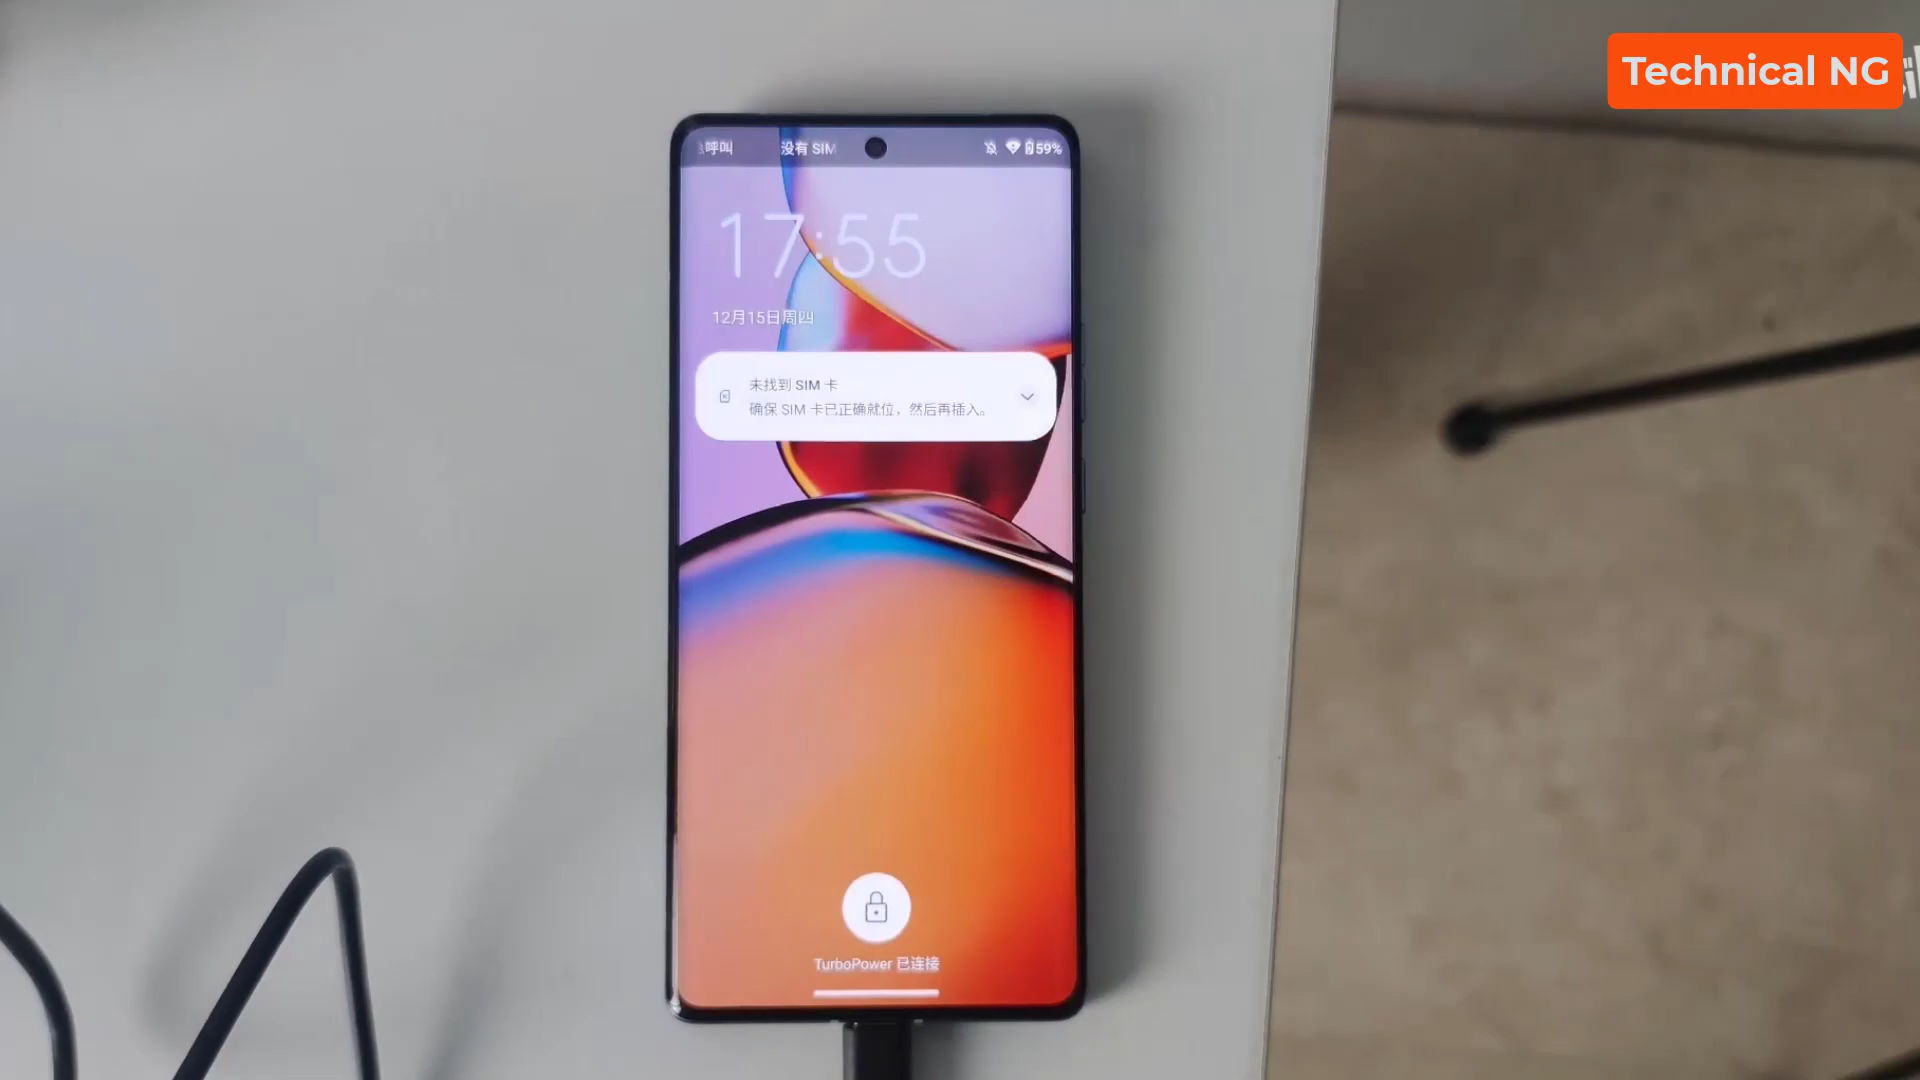 Technical NG
呼叫
没有 SIM
59%
17:55
12月15日周四
未找到 SIM 卡
确保 SIM 卡已正确就位，然后再插入。
TurboPower 已连接